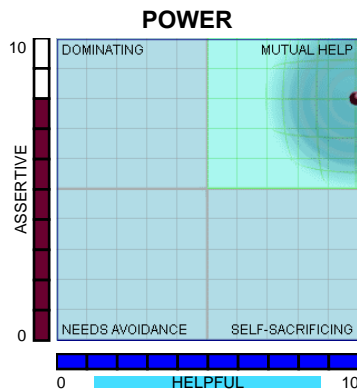 POWER
10
DOMINATING
MUTUAL HELP
ASSERTIVE
NEEDS AVOIDANCE
SELF-SACRIFICING
0
0
10
HELPFUL